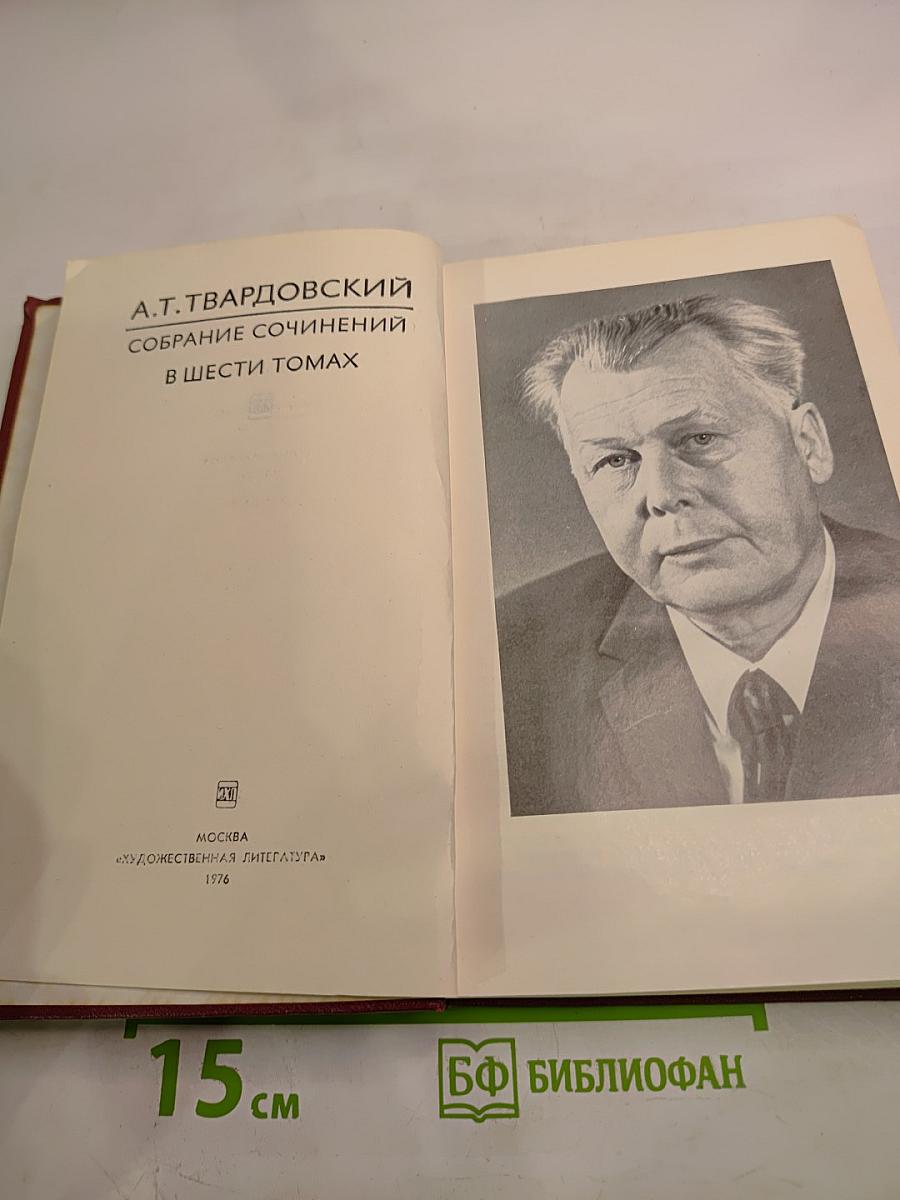 А.Т.ТВАРДОВСКИЙ
СОБРАНИЕ СОЧИНЕНИЙ
В ШЕСТИ ТОМАХ
МОСКВА
«ХУДОЖЕСТВЕННАЯ ЛИТЕРАТУРА»
1976
15 см
БФ БИБЛИОФАН